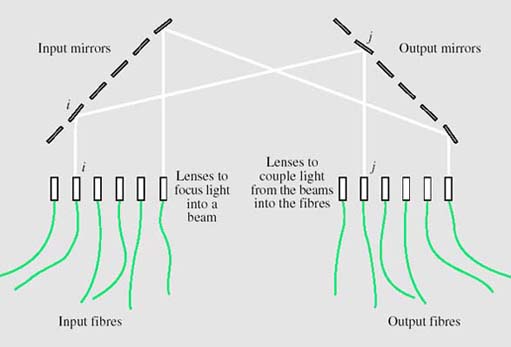 Input mirrors
j
Output mirrors
i
i
Lenses to
focus light
into a
beam
Lenses to
couple light
from the beams
into the fibres
j
Input fibres
Output fibres